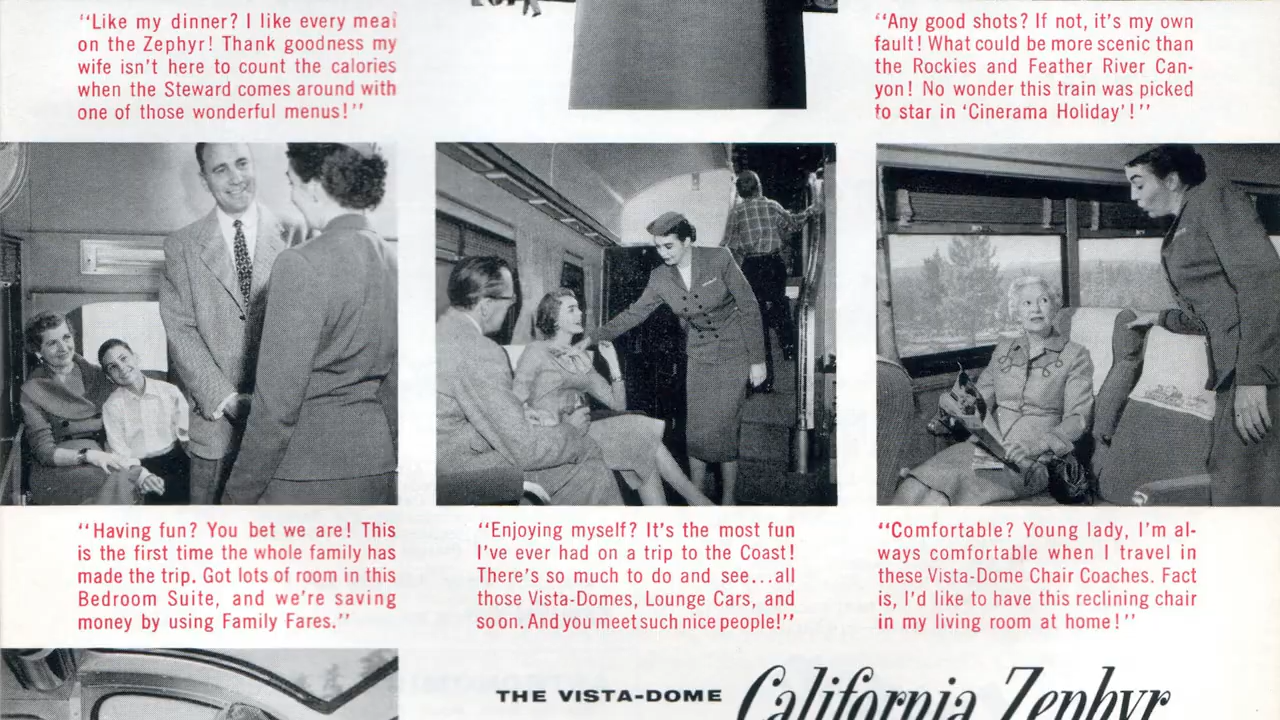 “Like my dinner? I like every meal
on the Zephyr! Thank goodness my
wife isn’t here to count the calories
when the Steward comes around with
one of those wonderful menus!”
“Any good shots? If not, it’s my own
fault! What could be more scenic than
the Rockies and Feather River Can-
yon! No wonder this train was picked
to star in ‘Cinerama Holiday’!”
“Having fun? You bet we are! This
is the first time the whole family has
made the trip. Got lots of room in this
Bedroom Suite, and we’re saving
money by using Family Fares.”
“Enjoying myself? It’s the most fun
I’ve ever had on a trip to the Coast!
There’s so much to do and see...all
those Vista-Domes, Lounge Cars, and
so on. And you meet such nice people!”
“Comfortable? Young lady, I’m al-
ways comfortable when I travel in
these Vista-Dome Chair Coaches. Fact
is, I’d like to have this reclining chair
in my living room at home!”
THE VISTA-DOME California Zephyr